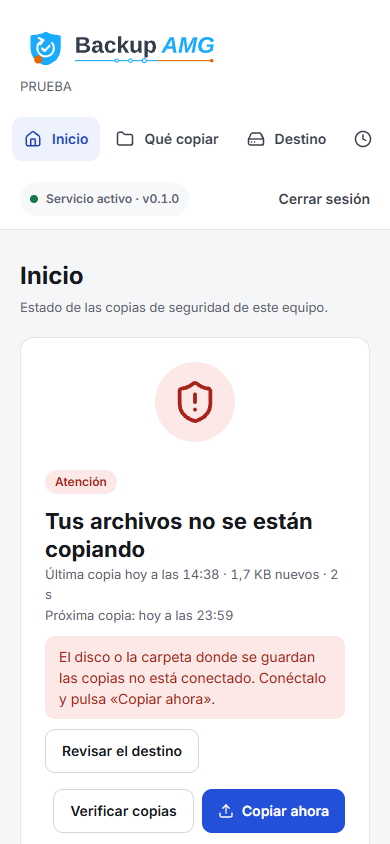 Backup AMG
PRUEBA
Inicio
Qué copiar
Destino
Servicio activo · v0.1.0
Cerrar sesión
Inicio
Estado de las copias de seguridad de este equipo.
Atención
Tus archivos no se están
copiando
Última copia hoy a las 14:38 · 1,7 KB nuevos · 2
s
Próxima copia: hoy a las 23:59
El disco o la carpeta donde se guardan
las copias no está conectado. Conéctalo
y pulsa «Copiar ahora».
Revisar el destino
Verificar copias
Copiar ahora